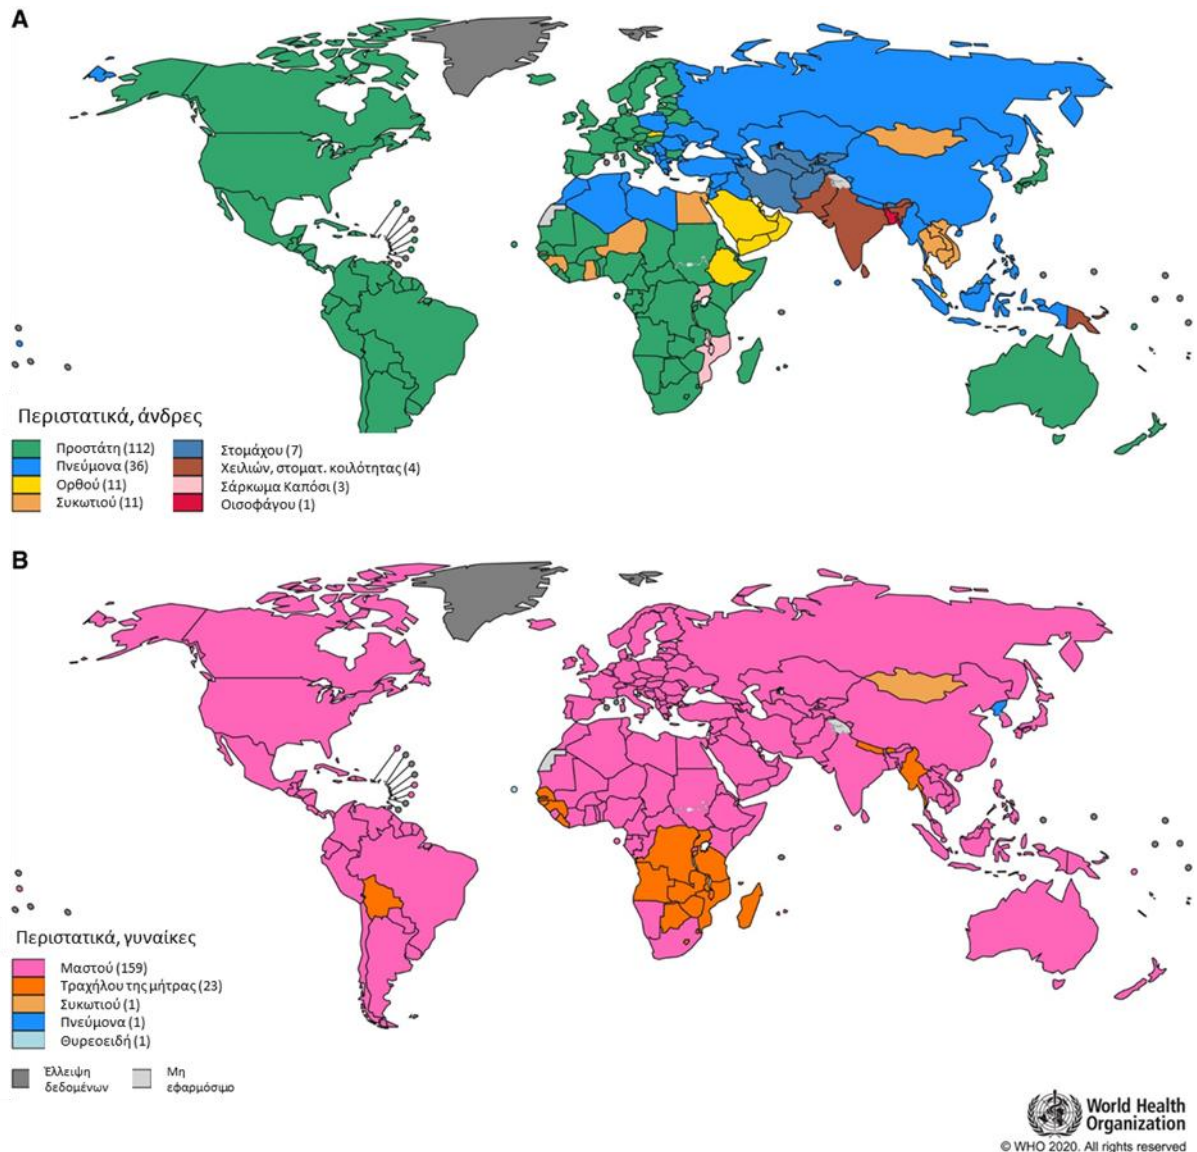 A
Περιστατικά, άνδρες
Προστάτη (112)
Πνεύμονα (36)
Ορθού (11)
Συκωτιού (11)
Στομάχου (7)
Χειλιών, στοματ. κοιλότητας (4)
Σάρκωμα Καπόσι (3)
Οισοφάγου (1)
B
Περιστατικά, γυναίκες
Μαστού (159)
Τραχήλου της μήτρας (23)
Συκωτιού (1)
Πνεύμονα (1)
Θυρεοειδή (1)
Έλλειψη
δεδομένων
Μη
εφαρμόσιμο
World Health
Organization
© WHO 2020. All rights reserved